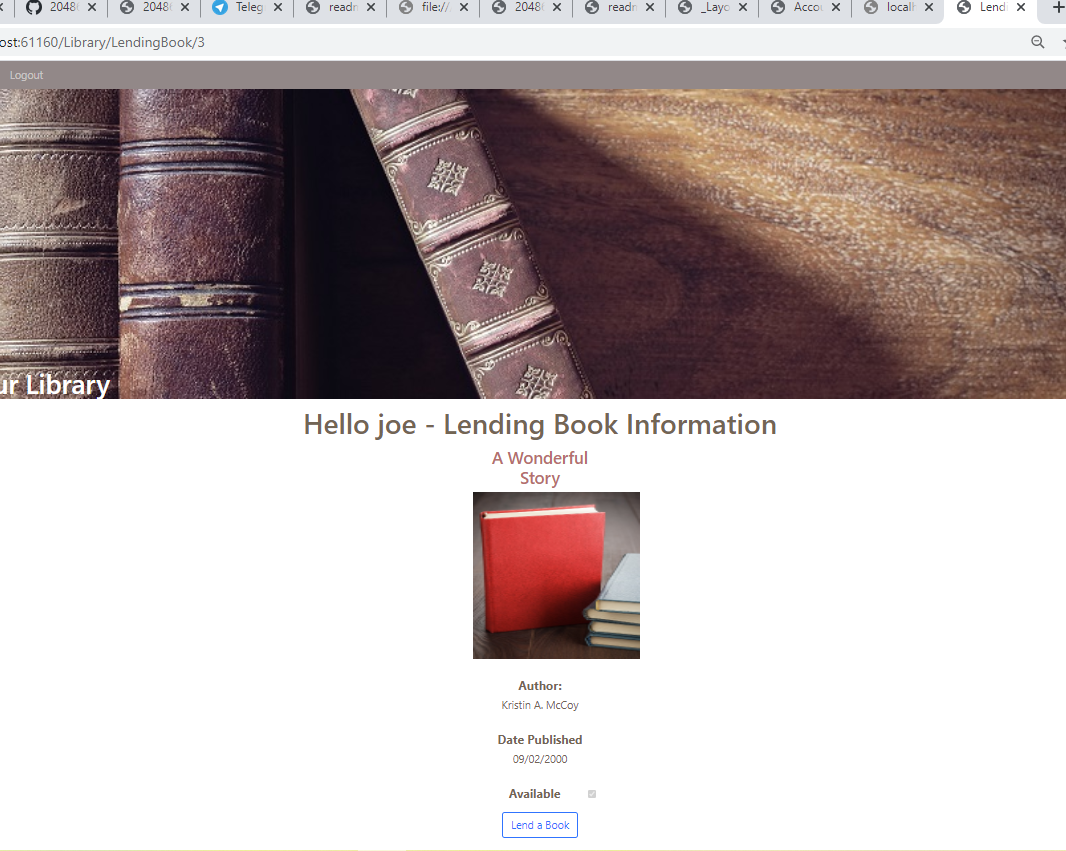 2048
2048
Teleg
readn
file://
2048
readn
_Layo
Accou
localh
Lendi
ost:61160/Library/LendingBook/3
Logout
ur Library
Hello joe - Lending Book Information
A Wonderful
Story
Author:
Kristin A. McCoy
Date Published
09/02/2000
Available
Lend a Book